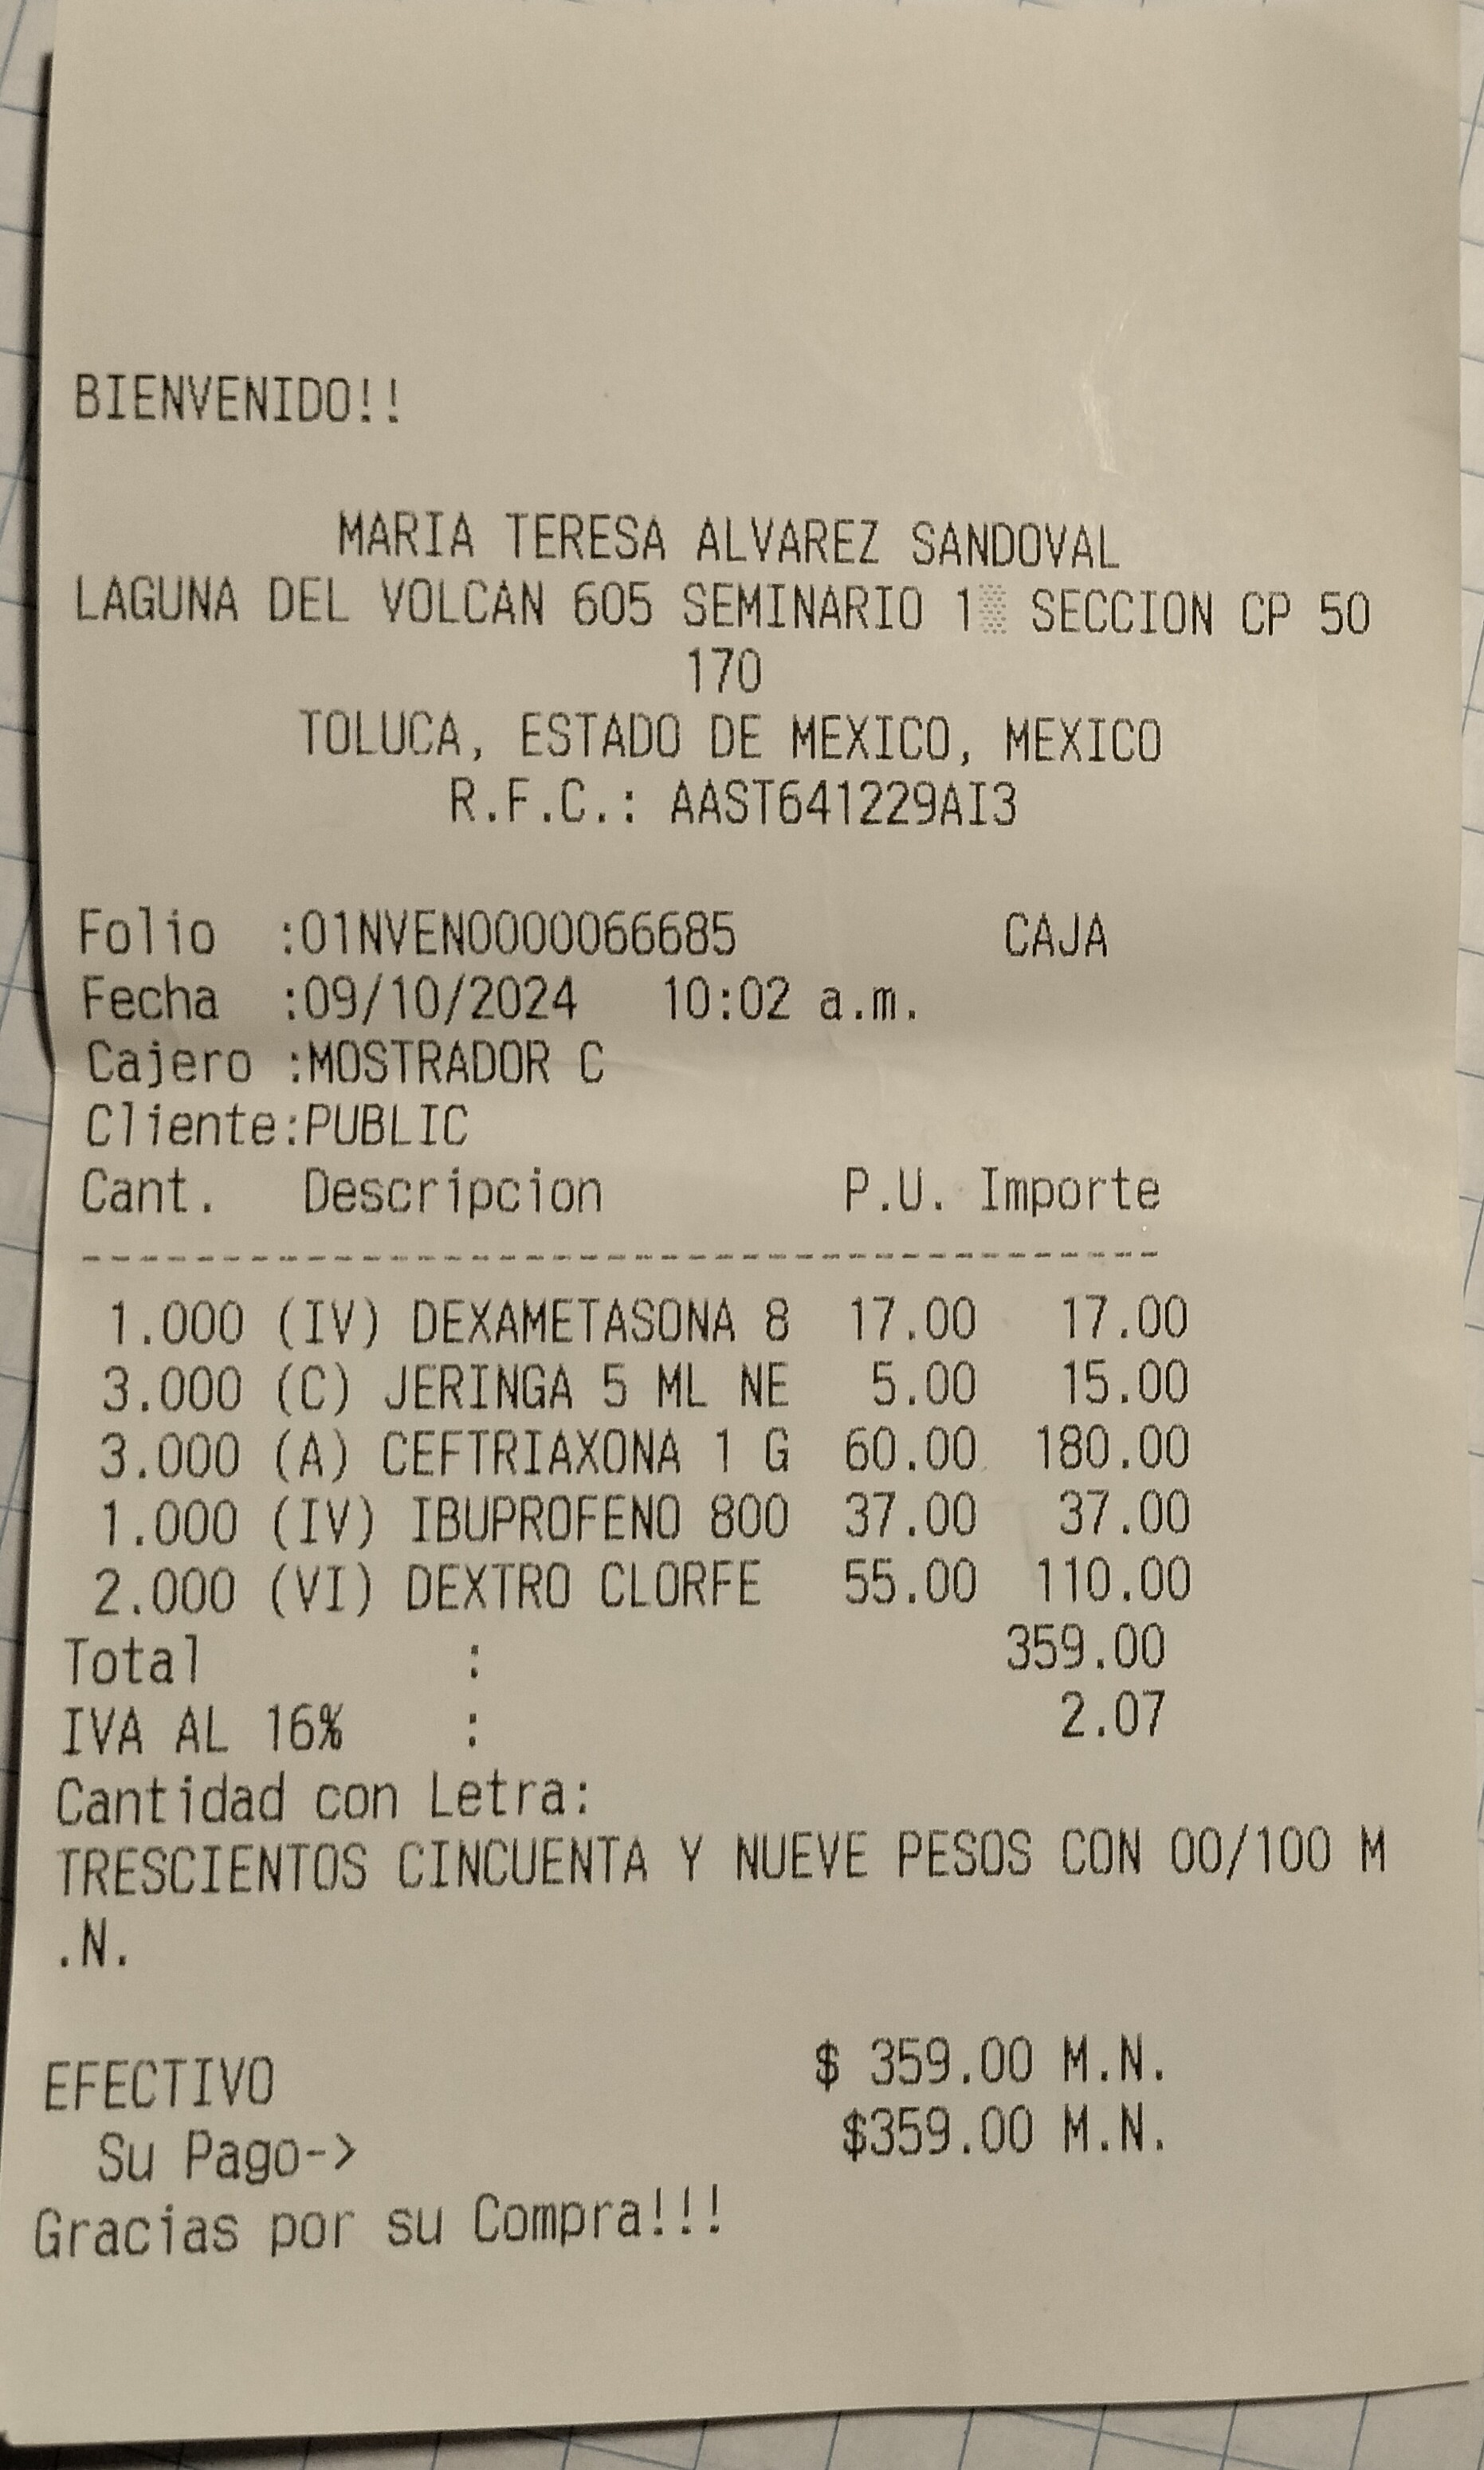 BIENVENIDO!!
MARIA TERESA ALVAREZ SANDOVAL
LAGUNA DEL VOLCAN 605 SEMINARIO 1░ SECCION CP 50
170
TOLUCA, ESTADO DE MEXICO, MEXICO
R.F.C.: AAST641229AI3
Folio :01NVEN0000066685 CAJA
Fecha :09/10/2024 10:02 a.m.
Cajero :MOSTRADOR C
Cliente:PUBLIC
Cant. Descripcion P.U. Importe
----------------------------------------
1.000 (IV) DEXAMETASONA 8 17.00 17.00
3.000 (C) JERINGA 5 ML NE 5.00 15.00
3.000 (A) CEFTRIAXONA 1 G 60.00 180.00
1.000 (IV) IBUPROFENO 800 37.00 37.00
2.000 (VI) DEXTRO CLORFE 55.00 110.00
Total : 359.00
IVA AL 16% : 2.07
Cantidad con Letra:
TRESCIENTOS CINCUENTA Y NUEVE PESOS CON 00/100 M
.N.
EFECTIVO $ 359.00 M.N.
Su Pago-> $359.00 M.N.
Gracias por su Compra!!!